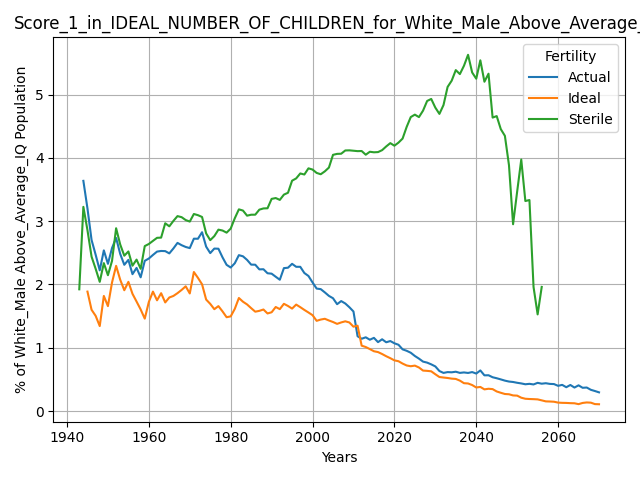 Score_1_in_IDEAL_NUMBER_OF_CHILDREN_for_White_Male_Above_Average_
Fertility
Actual
Ideal
Sterile
% of White_Male Above_Average_IQ Population
5
4
3
2
1
0
1940 1960 1980 2000 2020 2040 2060
Years